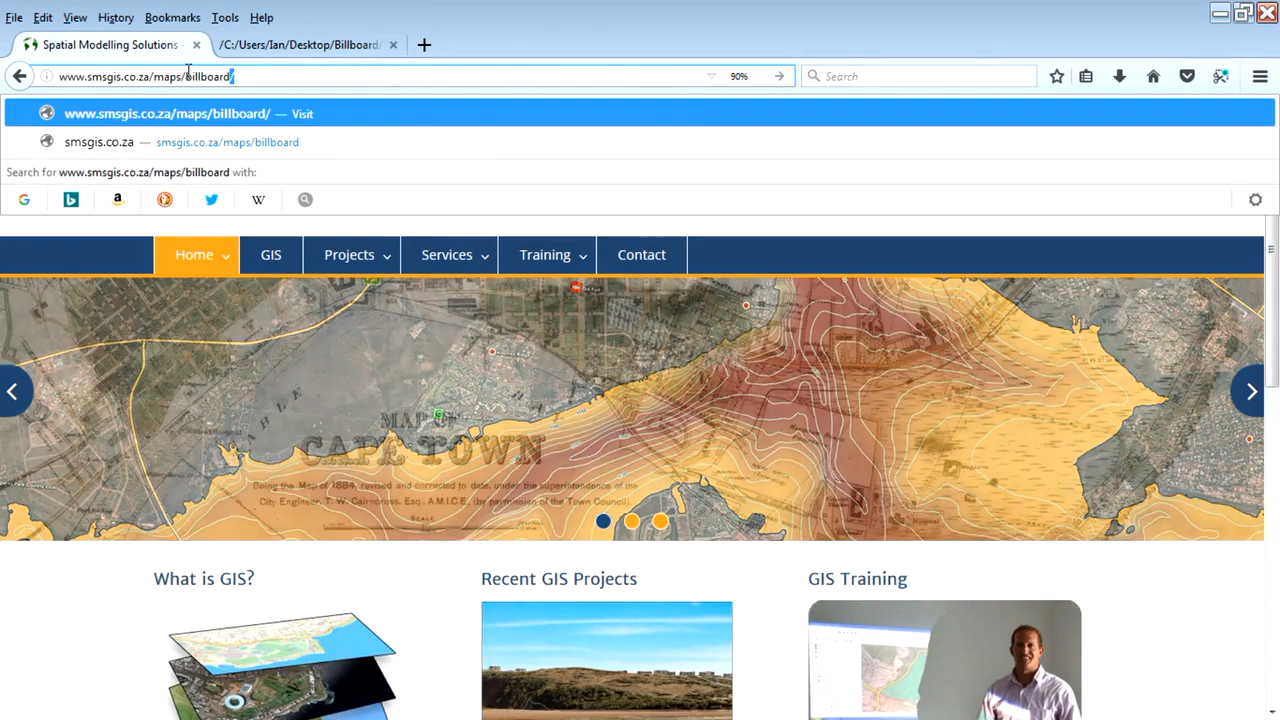 File Edit View History Bookmarks Tools Help
Spatial Modelling Solutions -
/C:/Users/Ian/Desktop/Billboard/
www.smsgis.co.za/maps/billboard/
90%
Search
www.smsgis.co.za/maps/billboard/ — Visit
smsgis.co.za — smsgis.co.za/maps/billboard
Search for www.smsgis.co.za/maps/billboard with:
Home
GIS
Projects
Services
Training
Contact
MAP OF
CAPE TOWN
Being the Map of 1884, revised and corrected to date, under the superintendence of the
City Engineer, T. W. Cairncross, Esq., A.M.I.C.E. (by permission of the Town Council).
SCALE
What is GIS?
Recent GIS Projects
GIS Training